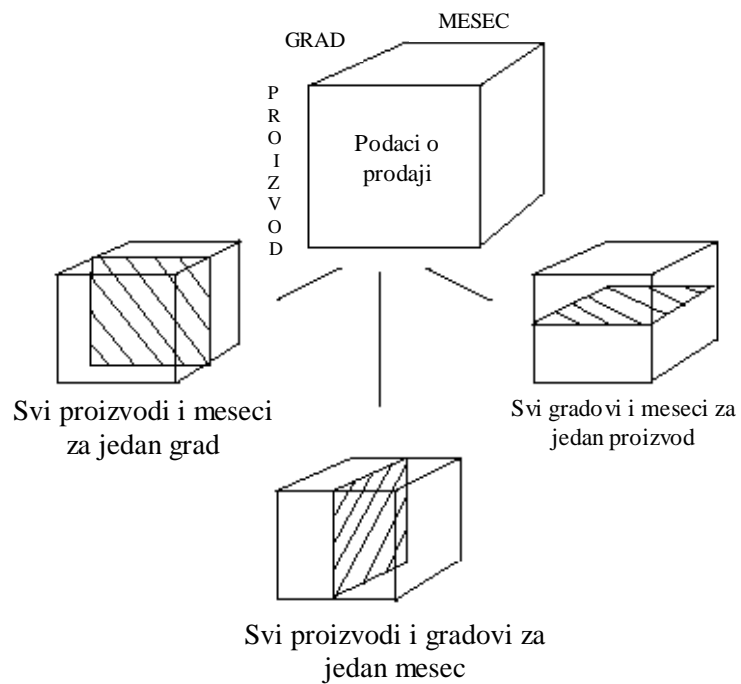 MESEC
GRAD
PROIZVOD
Podaci o
prodaji
Svi proizvodi i meseci
za jedan grad
Svi gradovi i meseci za
jedan proizvod
Svi proizvodi i gradovi za
jedan mesec